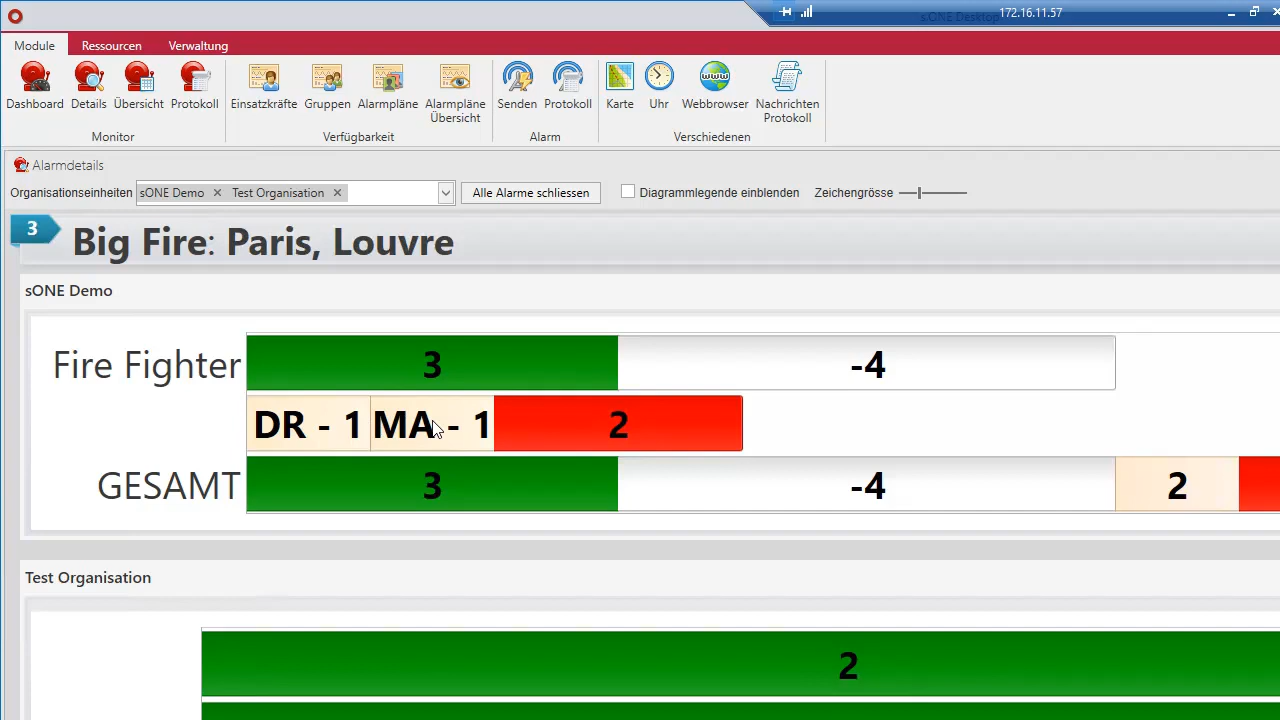 sONE Desktop
172.16.11.57
Module Ressourcen Verwaltung
Dashboard Details Übersicht Protokoll Einsatzkräfte Gruppen Alarmpläne Alarmpläne Übersicht Senden Protokoll Karte Uhr Webbrowser Nachrichten Protokoll
Monitor Verfügbarkeit Alarm Verschiedenen
Alarmdetails
Organisationseinheiten sONE Demo Test Organisation Alle Alarme schliessen Diagrammlegende einblenden Zeichengrösse
3 Big Fire: Paris, Louvre
sONE Demo
Fire Fighter 3 -4
DR - 1 MA - 1 2
GESAMT 3 -4 2
Test Organisation
2